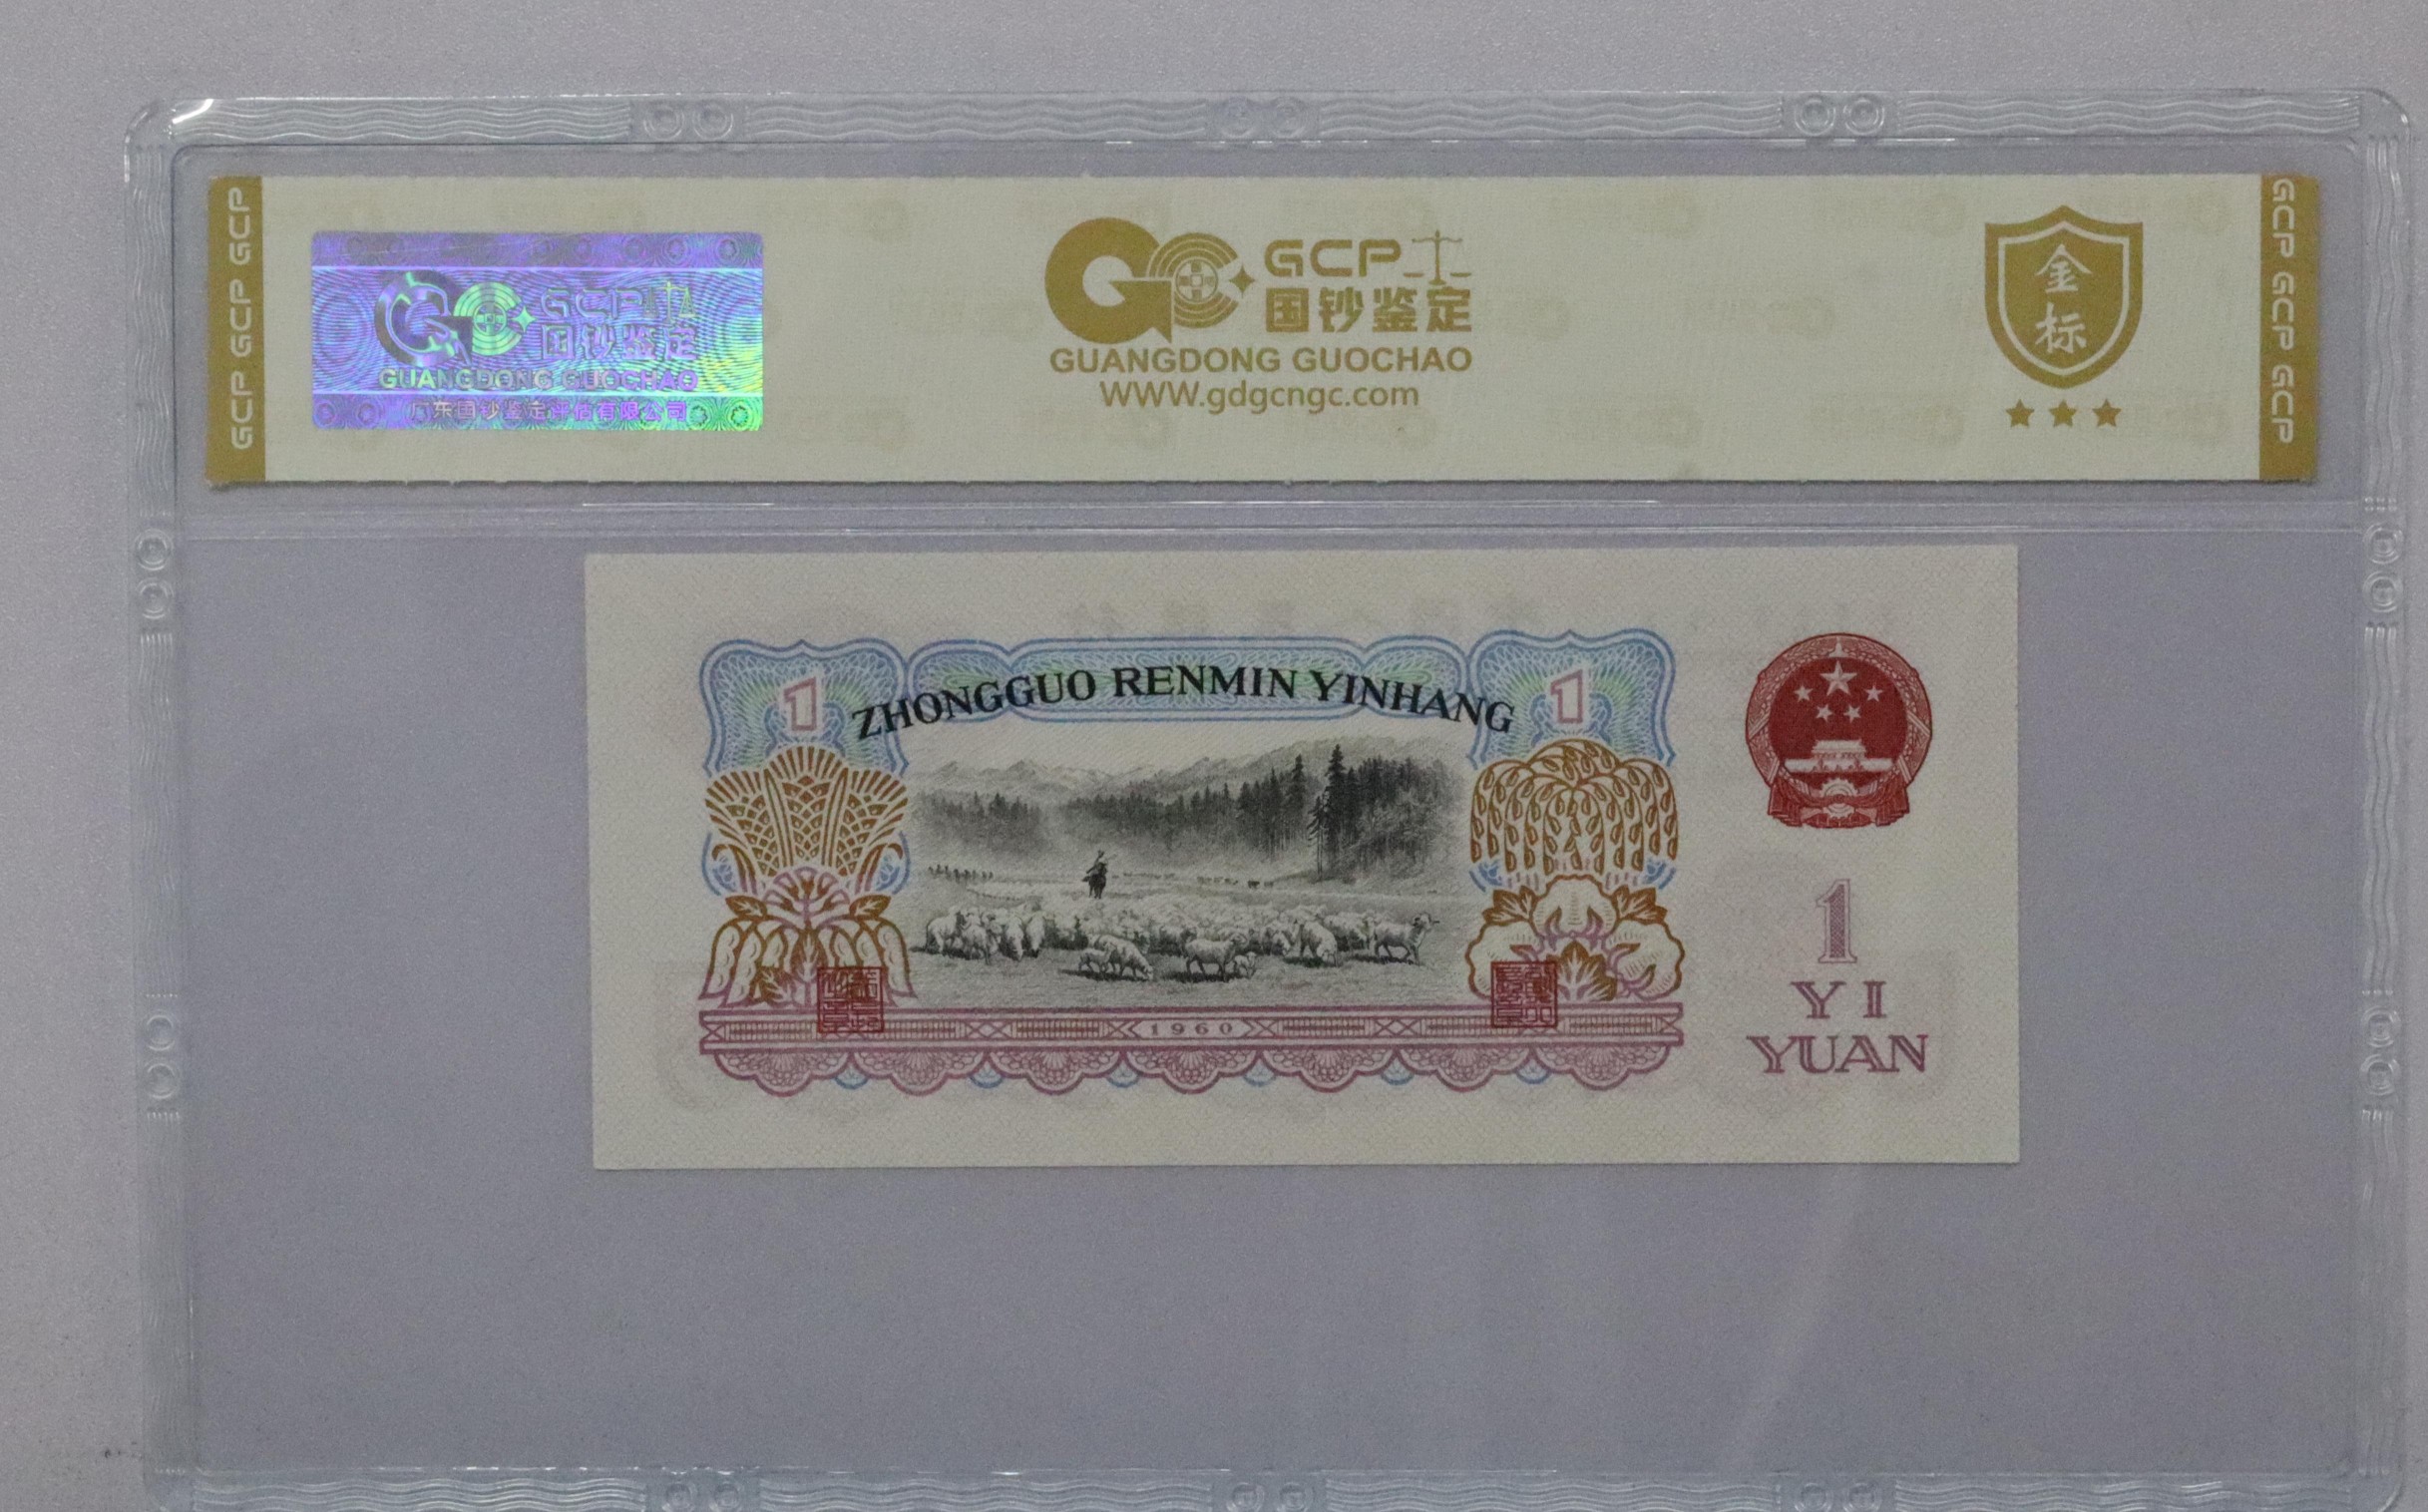 GCP GCP GCP
GCP
国钞鉴定
GUANGDONG GUOCHAO
广东国钞鉴定评估有限公司
GCP
国钞鉴定
GUANGDONG GUOCHAO
WWW.gdgcngc.com
金
标
GCP GCP GCP
ZHONGGUO RENMIN YINHANG
1
1
1
YI
YUAN
1960